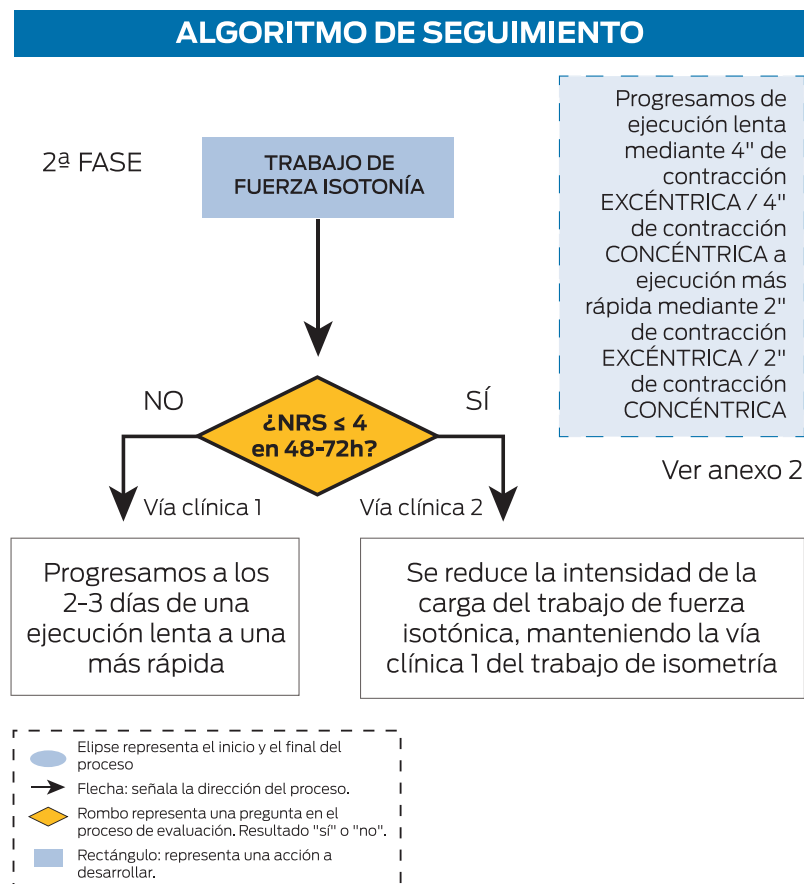 ALGORITMO DE SEGUIMIENTO
2ª FASE
TRABAJO DE
FUERZA ISOTONÍA
Progresamos de
ejecución lenta
mediante 4" de
contracción
EXCÉNTRICA / 4"
de contracción
CONCÉNTRICA a
ejecución más
rápida mediante 2"
de contracción
EXCÉNTRICA / 2"
de contracción
CONCÉNTRICA
Ver anexo 2
NO
SÍ
¿NRS ≤ 4
en 48-72h?
Vía clínica 1
Vía clínica 2
Progresamos a los
2-3 días de una
ejecución lenta a una
más rápida
Se reduce la intensidad de la
carga del trabajo de fuerza
isotónica, manteniendo la vía
clínica 1 del trabajo de isometría
Elipse representa el inicio y el final del
proceso
Flecha: señala la dirección del proceso.
Rombo representa una pregunta en el
proceso de evaluación. Resultado "sí" o "no".
Rectángulo: representa una acción a
desarrollar.